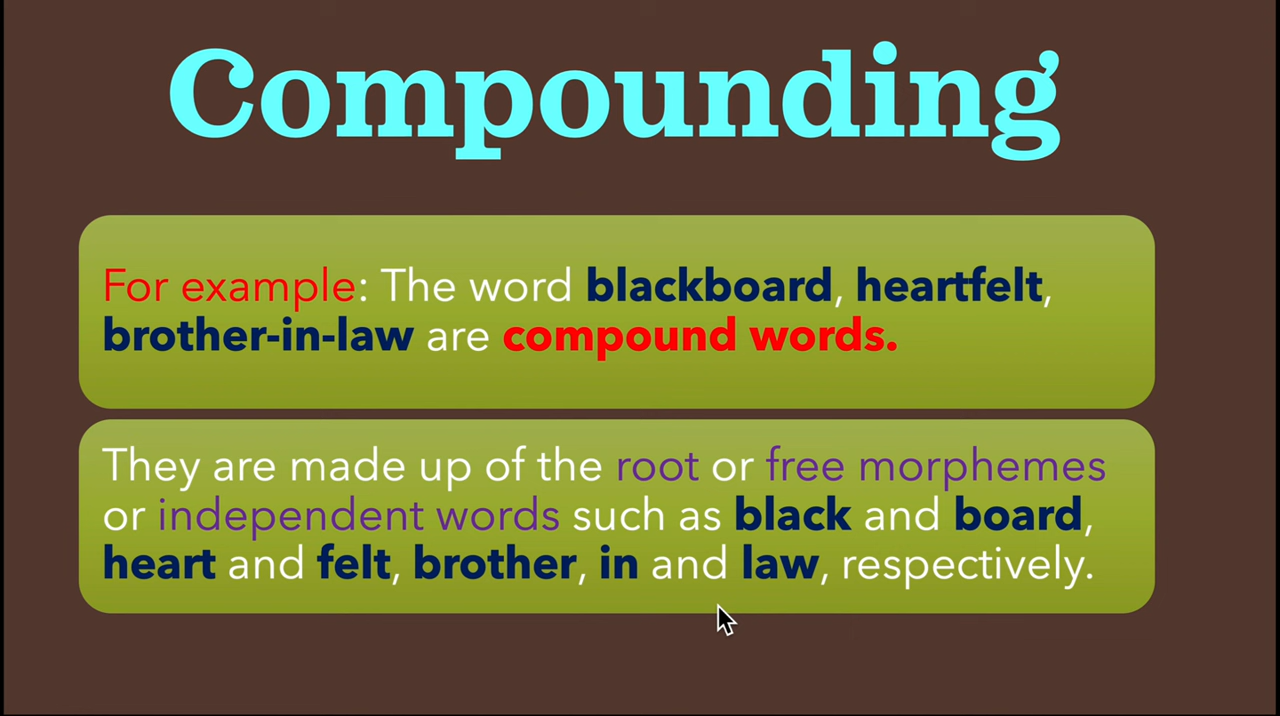 Compounding
For example: The word blackboard, heartfelt,
brother-in-law are compound words.
They are made up of the root or free morphemes
or independent words such as black and board,
heart and felt, brother, in and law, respectively.